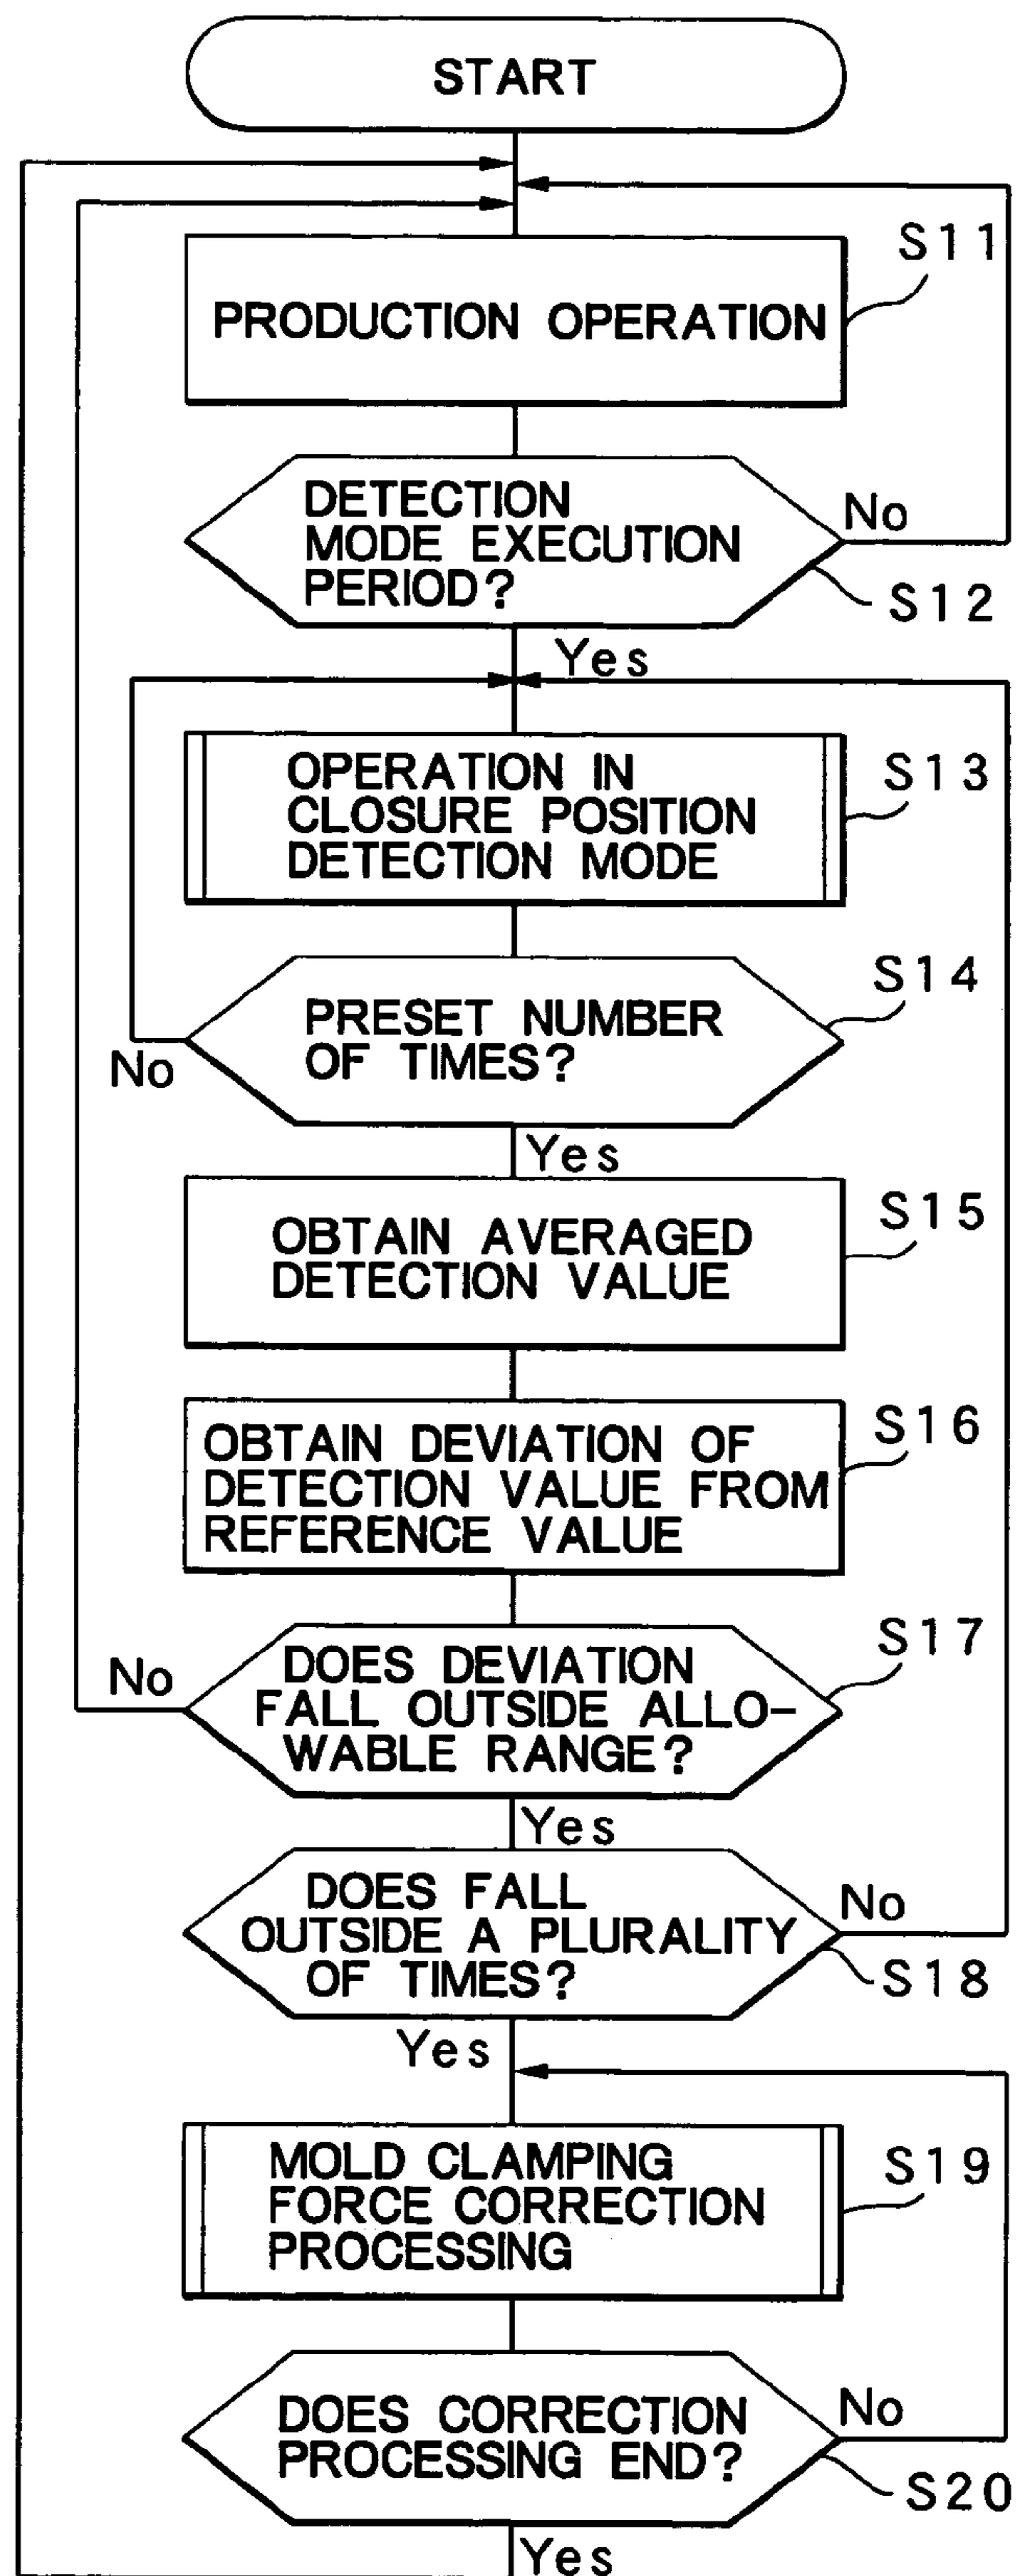 START
S11
PRODUCTION OPERATION
DETECTION
MODE EXECUTION
PERIOD?
No
S12
Yes
OPERATION IN
CLOSURE POSITION
DETECTION MODE
S13
S14
PRESET NUMBER
OF TIMES?
No
Yes
OBTAIN AVERAGED
DETECTION VALUE
S15
OBTAIN DEVIATION OF
DETECTION VALUE FROM
REFERENCE VALUE
S16
S17
No
DOES DEVIATION
FALL OUTSIDE ALLO-
WABLE RANGE?
Yes
DOES FALL
OUTSIDE A PLURALITY
OF TIMES?
No
S18
Yes
MOLD CLAMPING
FORCE CORRECTION
PROCESSING
S19
DOES CORRECTION
PROCESSING END?
No
S20
Yes